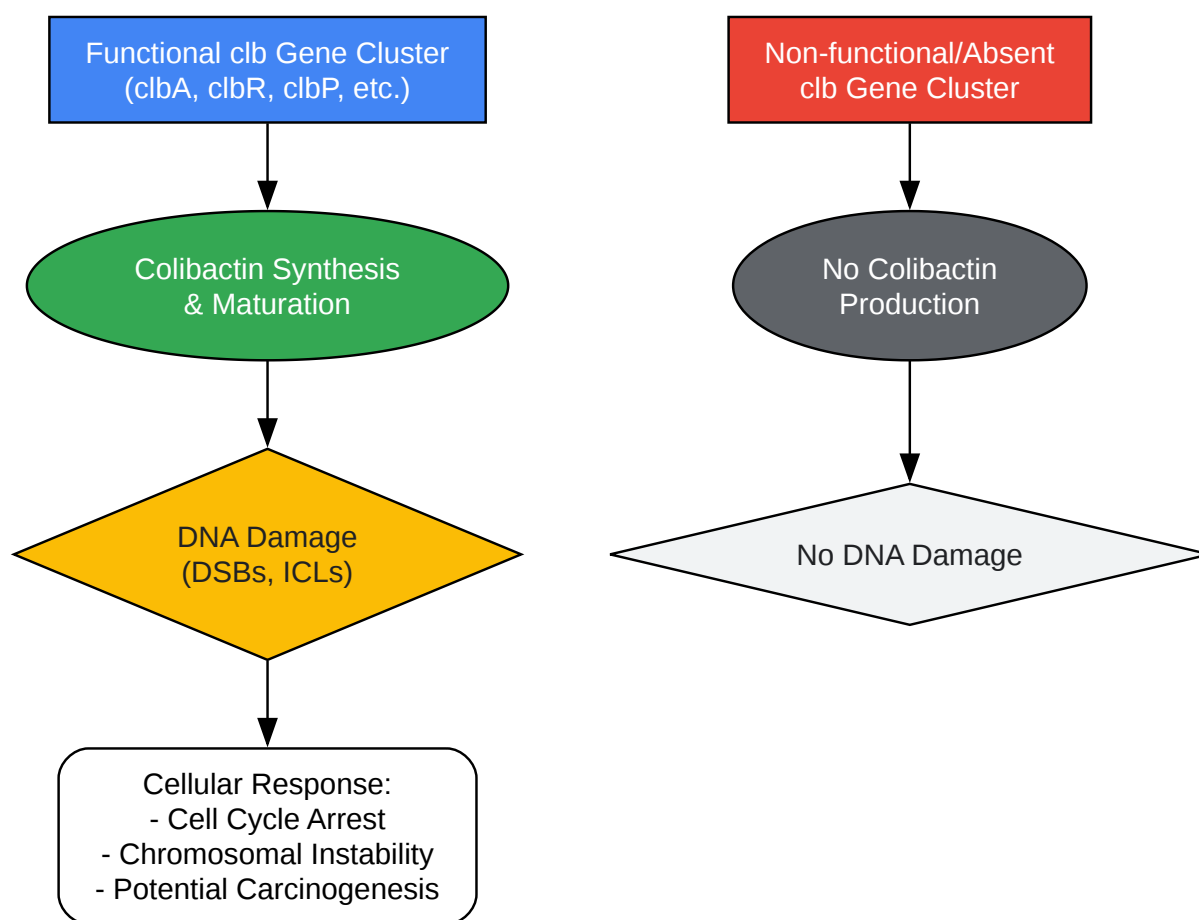 Functional clb Gene Cluster
(clbA, clbR, clbP, etc.)
Non-functional/Absent
clb Gene Cluster
Colibactin Synthesis
& Maturation
No Colibactin
Production
DNA Damage
(DSBs, ICLs)
No DNA Damage
Cellular Response:
- Cell Cycle Arrest
- Chromosomal Instability
- Potential Carcinogenesis